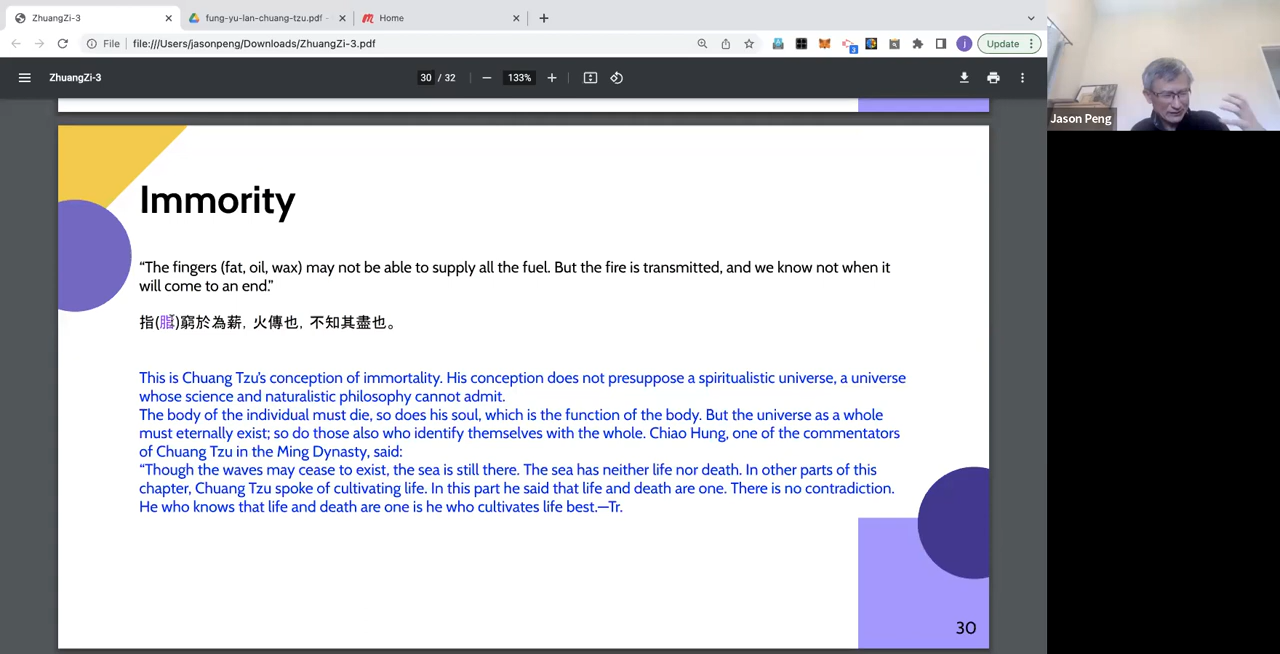 ZhuangZi-3
fung-yu-lan-chuang-tzu.pdf -
Home
File file:///Users/jasonpeng/Downloads/ZhuangZi-3.pdf
3
j
Update
ZhuangZi-3
30 / 32
133%
Jason Peng
Immority
“The fingers (fat, oil, wax) may not be able to supply all the fuel. But the fire is transmitted, and we know not when it
will come to an end.”
指(脂)窮於為薪, 火傳也, 不知其盡也。
This is Chuang Tzu’s conception of immortality. His conception does not presuppose a spiritualistic universe, a universe
whose science and naturalistic philosophy cannot admit.
The body of the individual must die, so does his soul, which is the function of the body. But the universe as a whole
must eternally exist; so do those also who identify themselves with the whole. Chiao Hung, one of the commentators
of Chuang Tzu in the Ming Dynasty, said:
“Though the waves may cease to exist, the sea is still there. The sea has neither life nor death. In other parts of this
chapter, Chuang Tzu spoke of cultivating life. In this part he said that life and death are one. There is no contradiction.
He who knows that life and death are one is he who cultivates life best.—Tr.
30